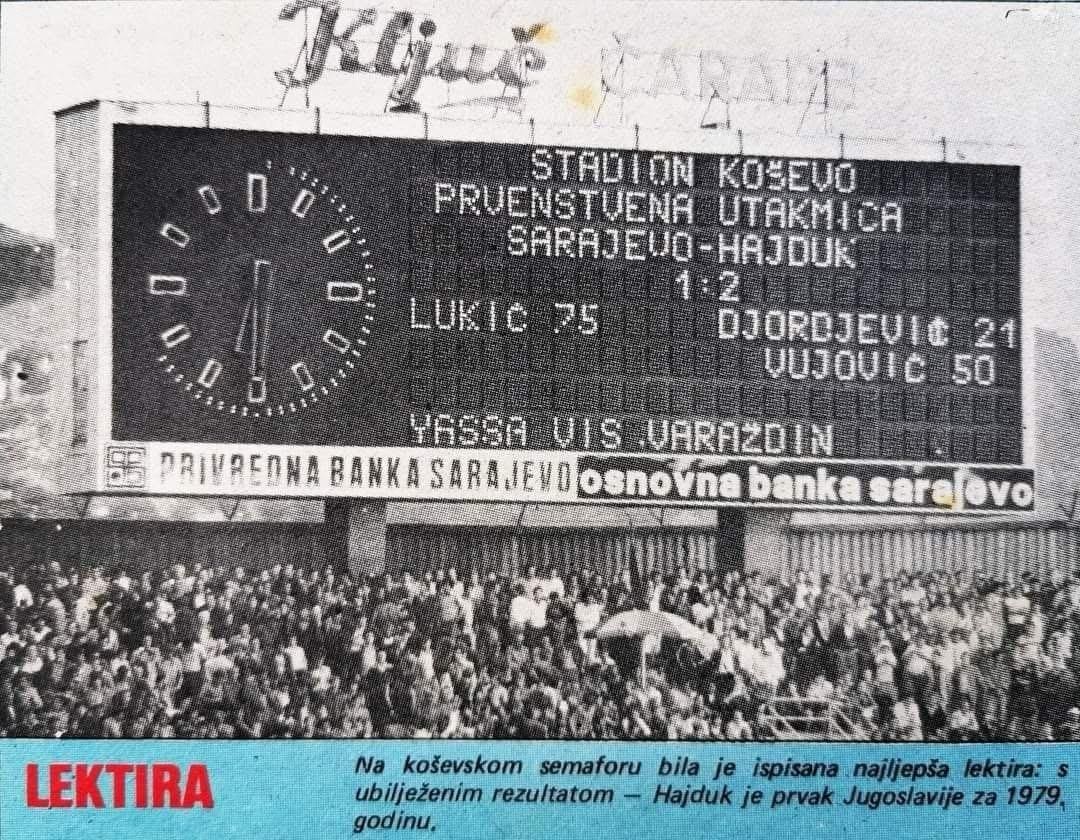 Ključ GARANT
STADION KOŠEVO
PRVENSTVENA UTAKMICA
SARAJEVO-HAJDUK
1:2
LUKIĆ 75 DJORDJEVIĆ 21
VUJOVIĆ 50
YASSA VIS VARAŽDIN
PRIVREDNA BANKA SARAJEVO osnovna banka sarajevo
LEKTIRA
Na koševskom semaforu bila je ispisana najljepša lektira: s
ubilježenim rezultatom — Hajduk je prvak Jugoslavije za 1979.
godinu.